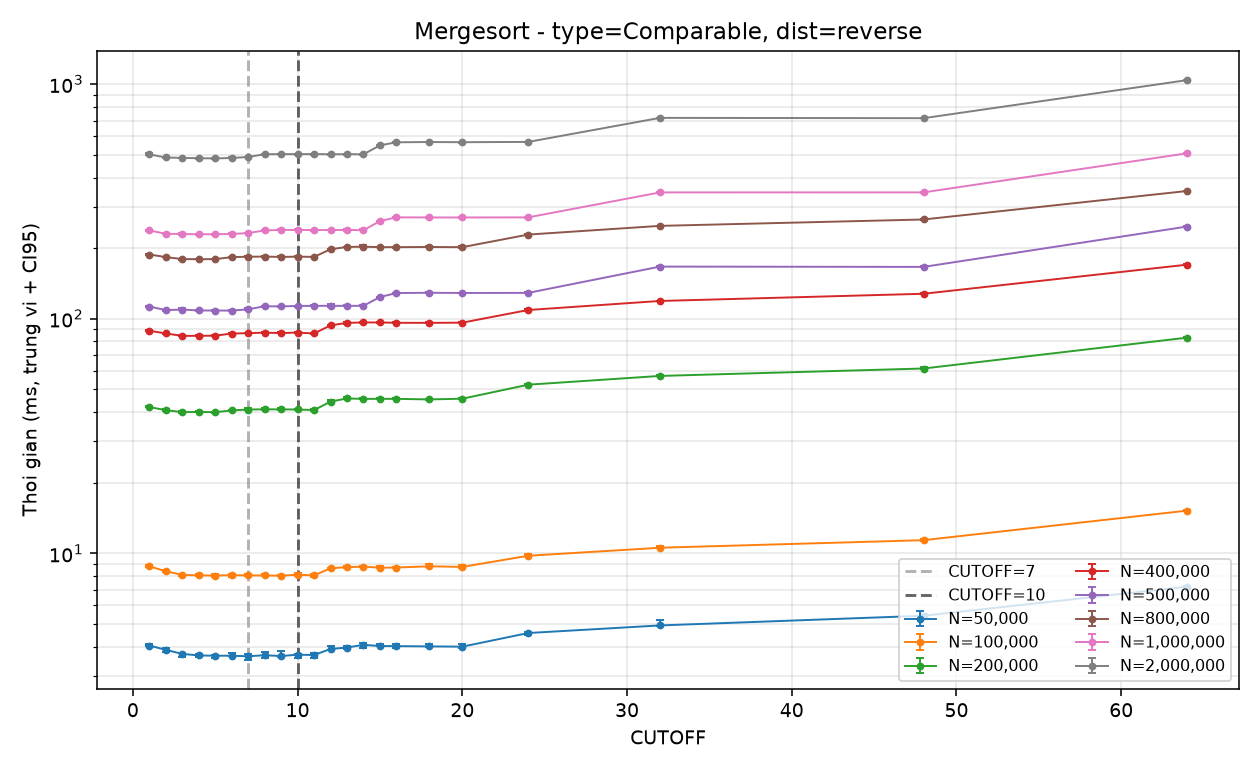 Mergesort - type=Comparable, dist=reverse
Thoi gian (ms, trung vi + CI95)
10³
10²
10¹
0 10 20 30 40 50 60
CUTOFF
CUTOFF=7
CUTOFF=10
N=50,000
N=100,000
N=200,000
N=400,000
N=500,000
N=800,000
N=1,000,000
N=2,000,000